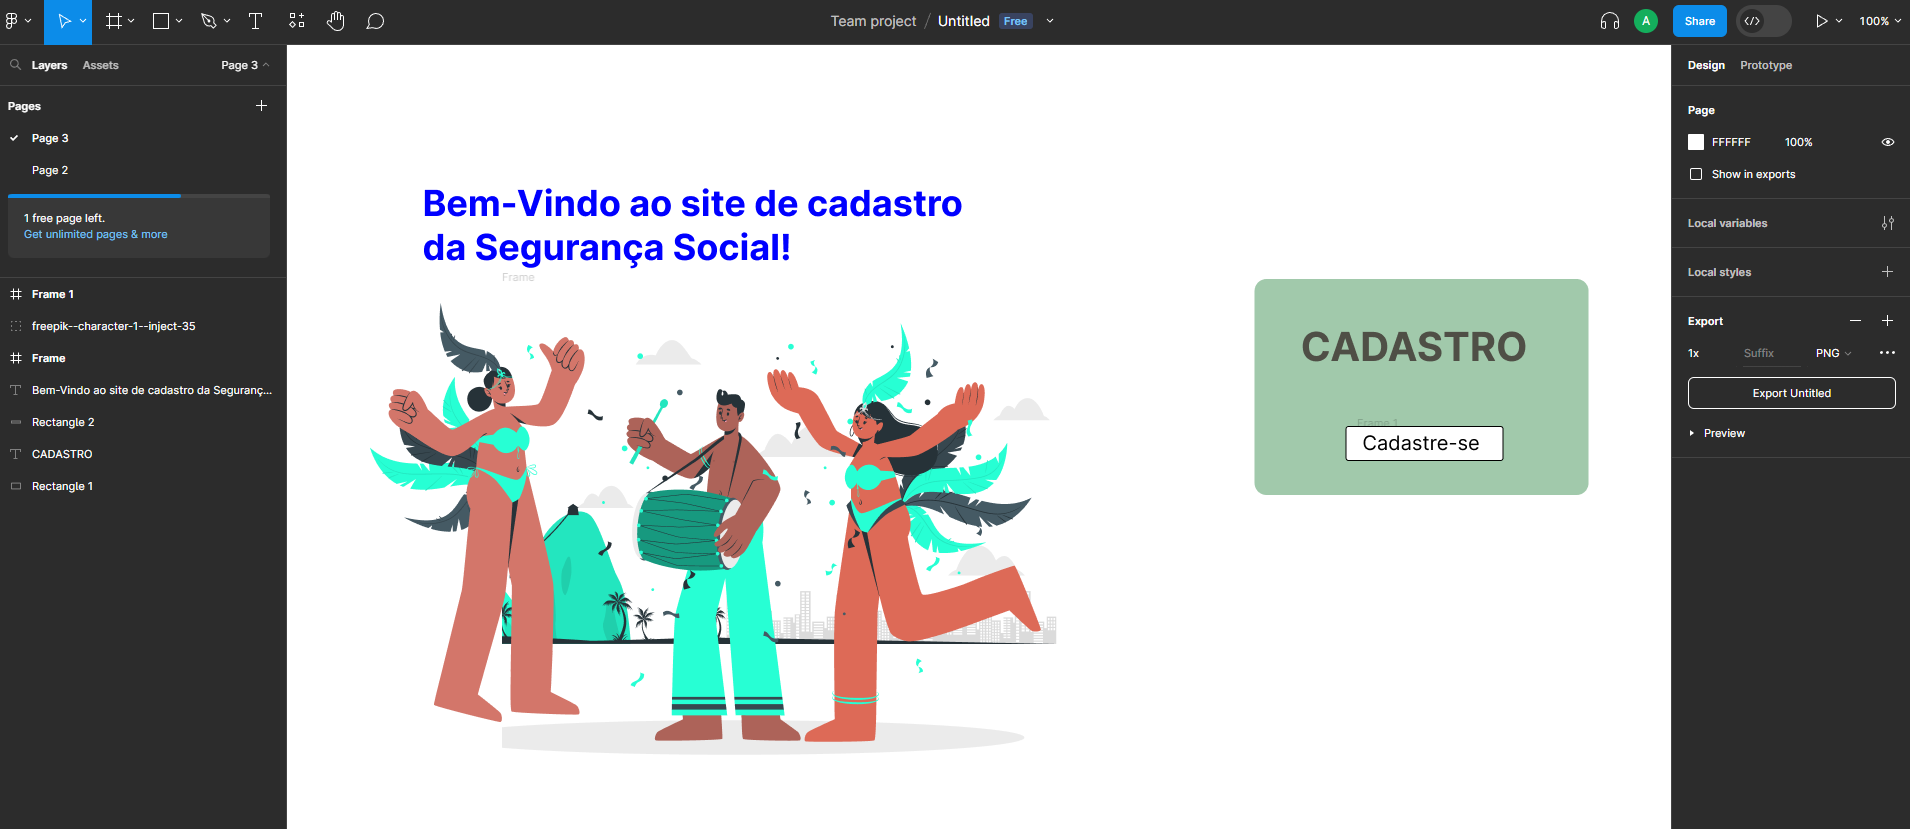 Team project / Untitled Free
A
Share
100%
Layers Assets Page 3
Pages
Page 3
Page 2
1 free page left.
Get unlimited pages & more
Frame 1
freepik--character-1--inject-35
Frame
Bem-Vindo ao site de cadastro da Seguranç...
Rectangle 2
CADASTRO
Rectangle 1
Bem-Vindo ao site de cadastro
da Segurança Social!
Frame
CADASTRO
Frame 1
Cadastre-se
Design Prototype
Page
FFFFFF 100%
Show in exports
Local variables
Local styles
Export
1x Suffix PNG
Export Untitled
Preview